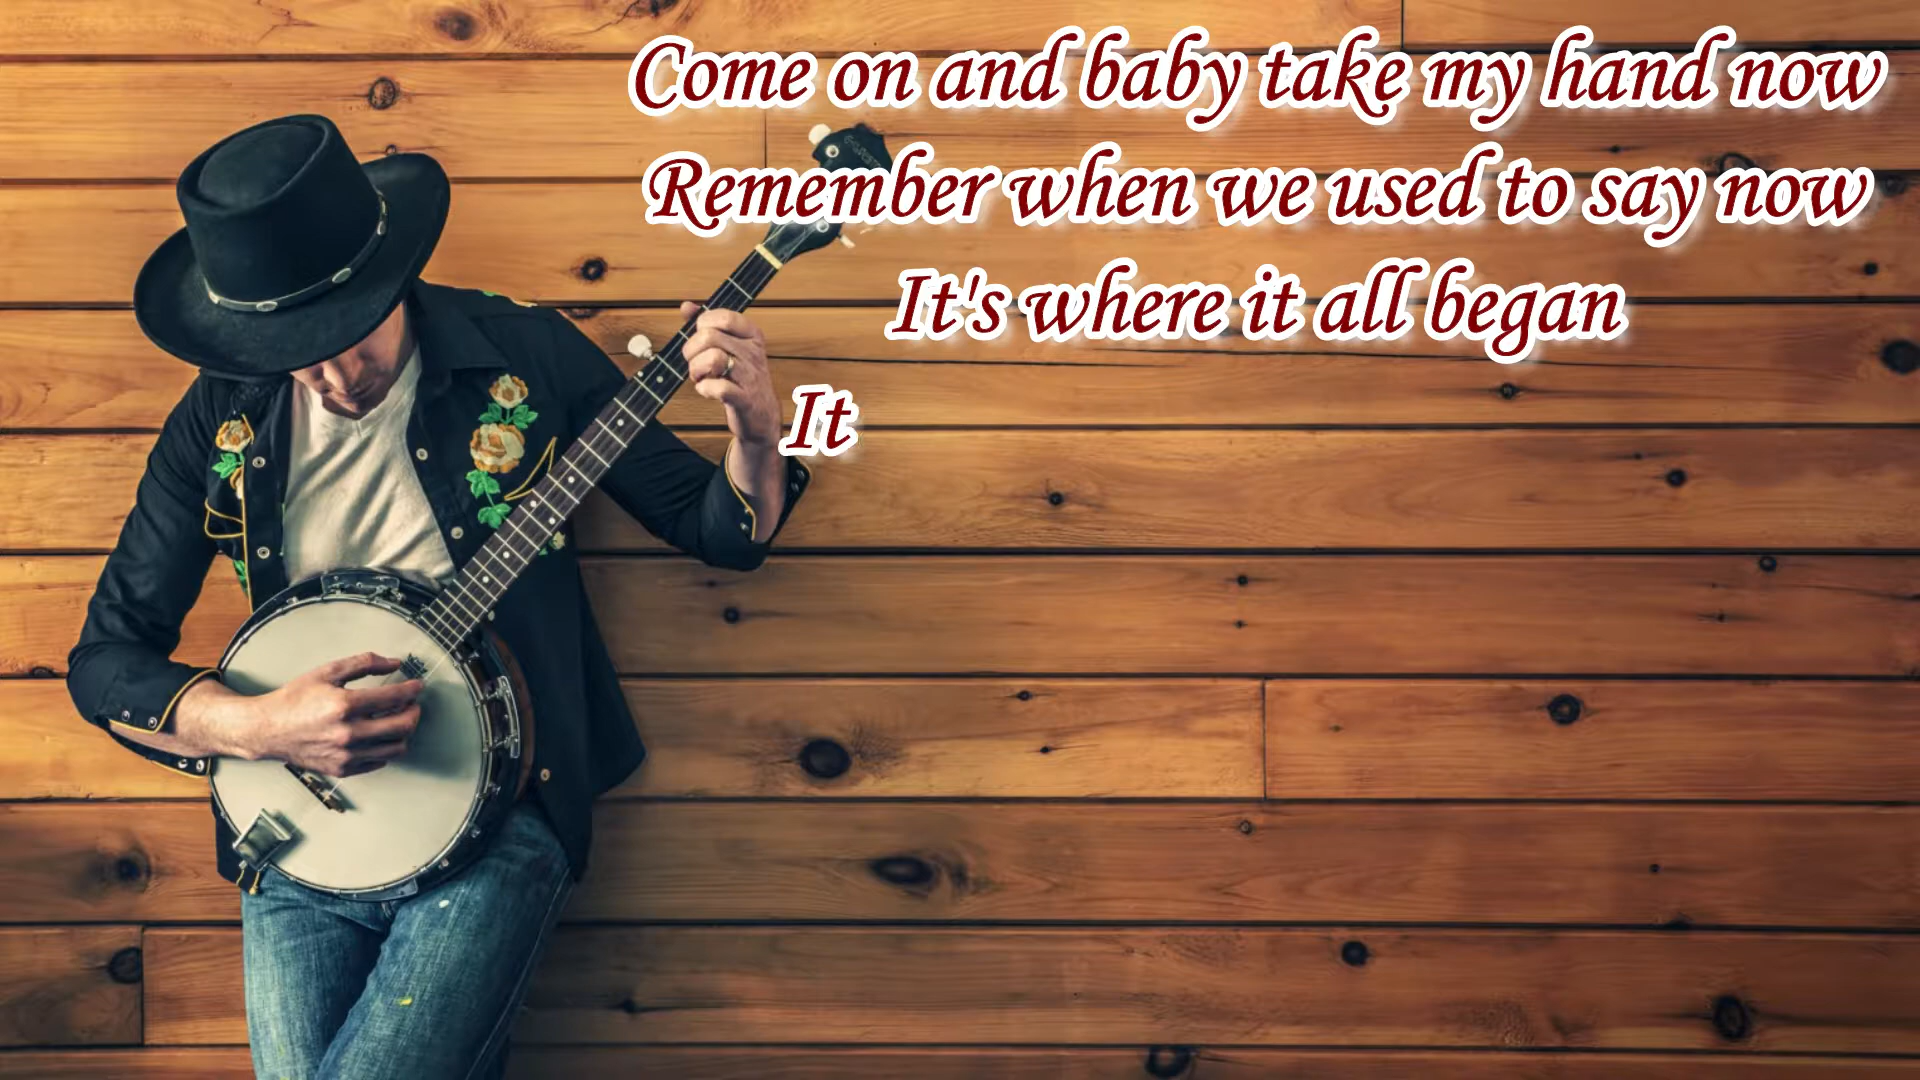 Come on and baby take my hand now
Remember when we used to say now
It's where it all began
It